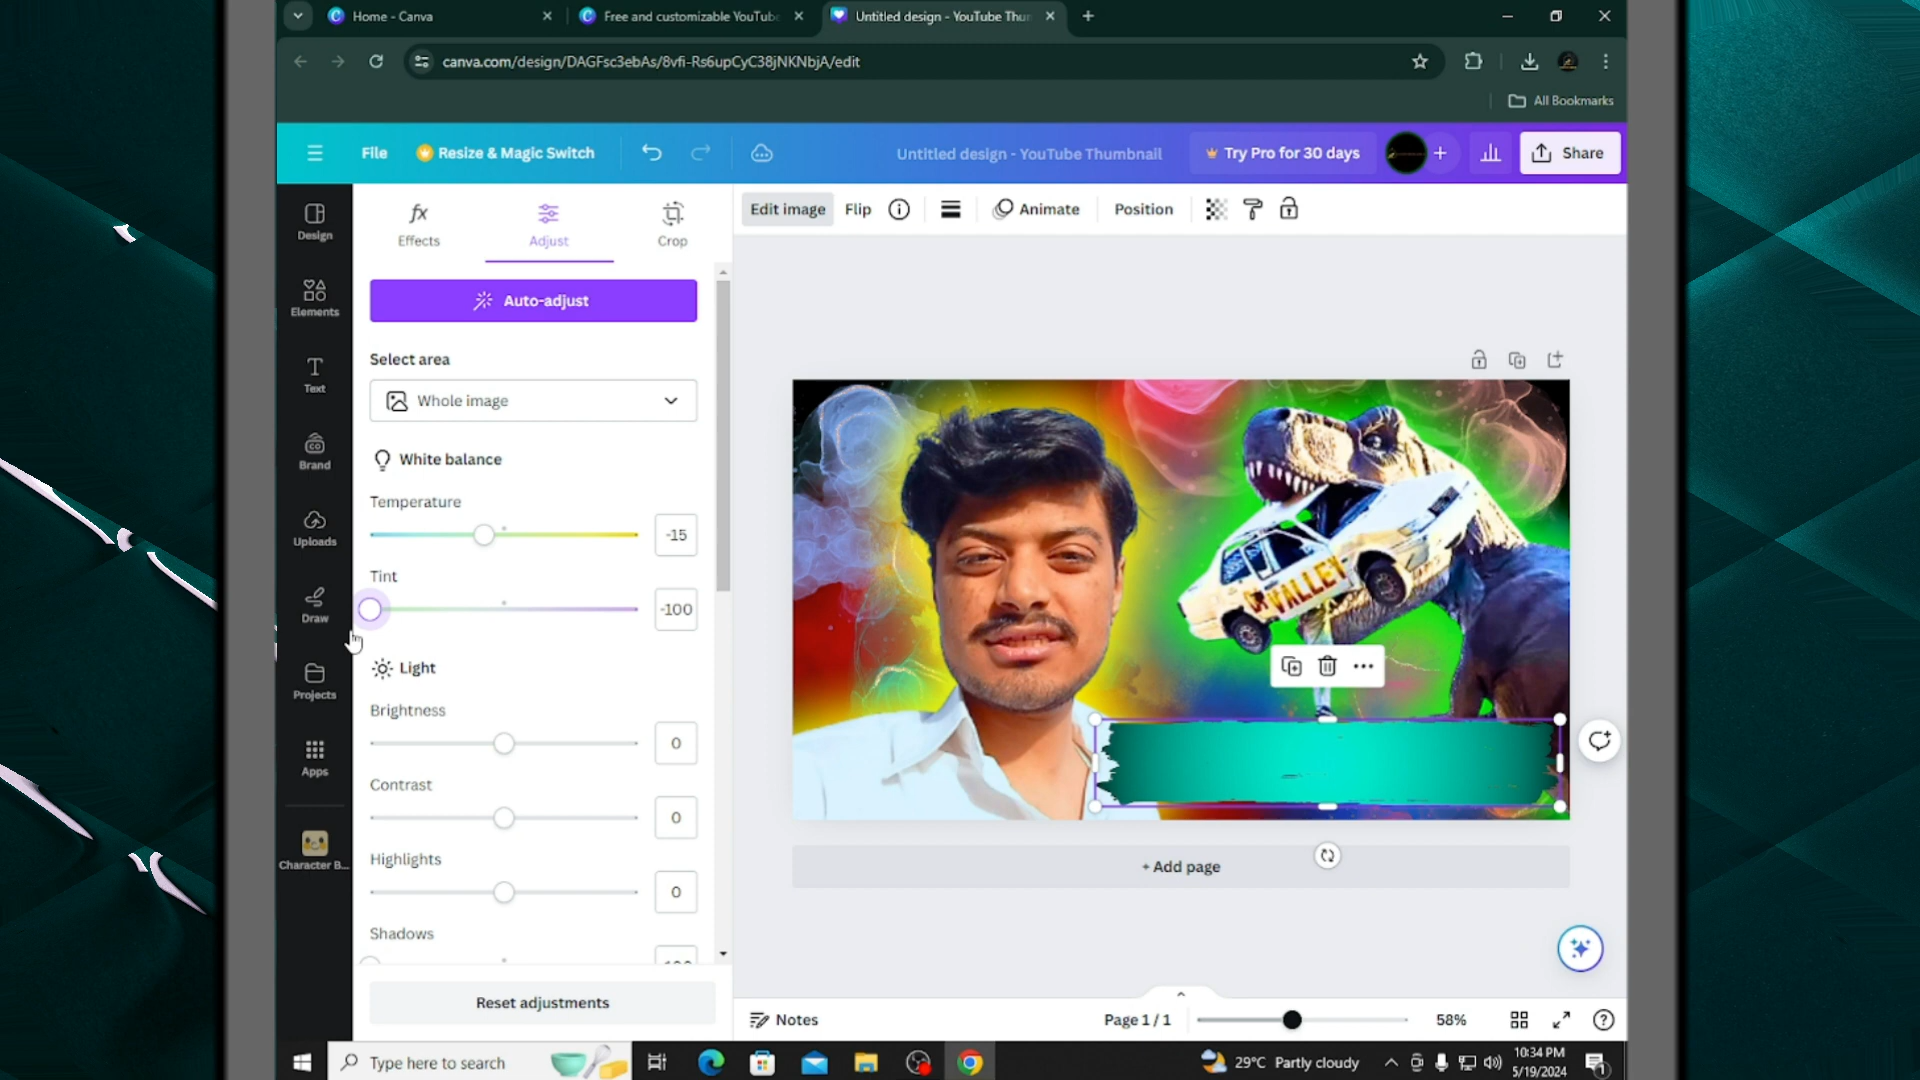 Home - Canva
Free and customizable YouTub
Untitled design - YouTube Thu
canva.com/design/DAGFsc3ebAs/8vfi-Rs6upCyC38jNKNbjA/edit
All Bookmarks
File
Resize & Magic Switch
Untitled design - YouTube Thumbnail
Try Pro for 30 days
Share
Design
Elements
Text
Brand
Uploads
Draw
Projects
Apps
Character B...
Effects
Adjust
Crop
Edit image
Flip
Animate
Position
Auto-adjust
Select area
Whole image
White balance
Temperature
-15
Tint
-100
Light
Brightness
0
Contrast
0
Highlights
0
Shadows
Reset adjustments
VALLEY
+ Add page
Notes
Page 1 / 1
58%
Type here to search
29°C Partly cloudy
10:34 PM
5/19/2024
1